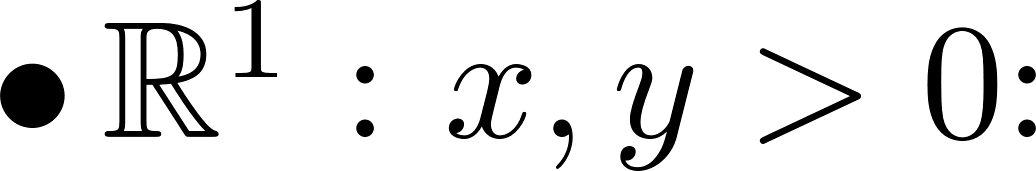 • ℝ¹ : x, y > 0: